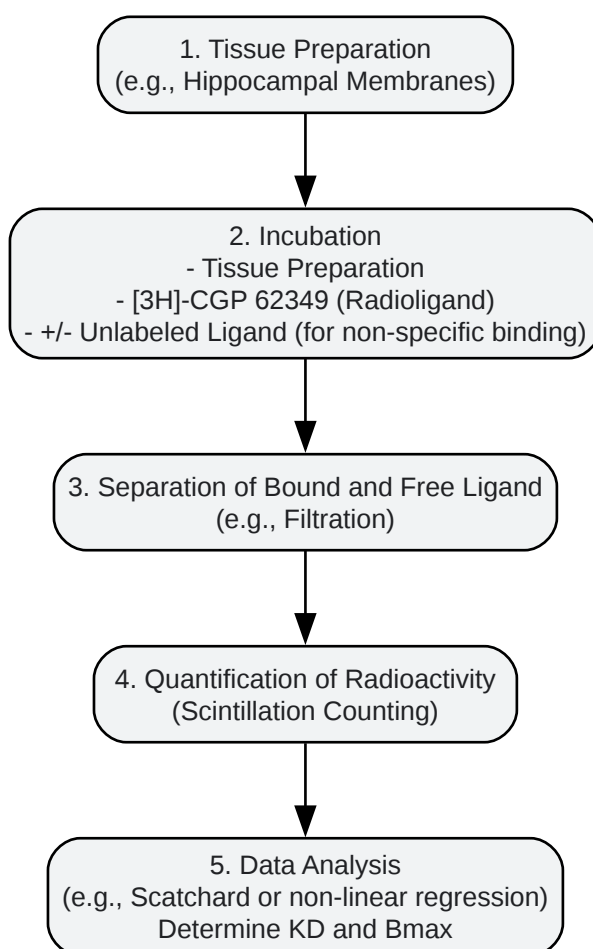 1. Tissue Preparation
(e.g., Hippocampal Membranes)
2. Incubation
- Tissue Preparation
- [3H]-CGP 62349 (Radioligand)
- +/- Unlabeled Ligand (for non-specific binding)
3. Separation of Bound and Free Ligand
(e.g., Filtration)
4. Quantification of Radioactivity
(Scintillation Counting)
5. Data Analysis
(e.g., Scatchard or non-linear regression)
Determine KD and Bmax